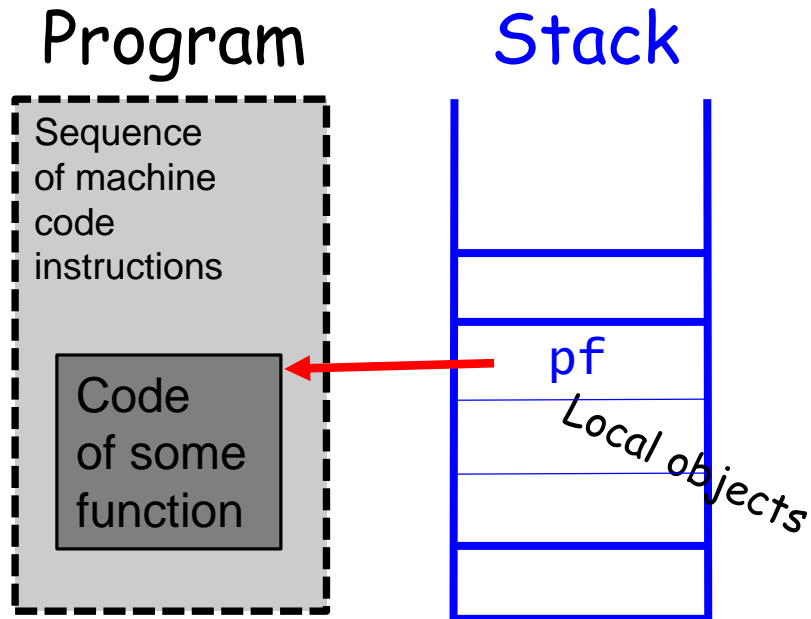 Program
Stack
Sequence
of machine
code
instructions
Code
of some
function
pf
Local objects